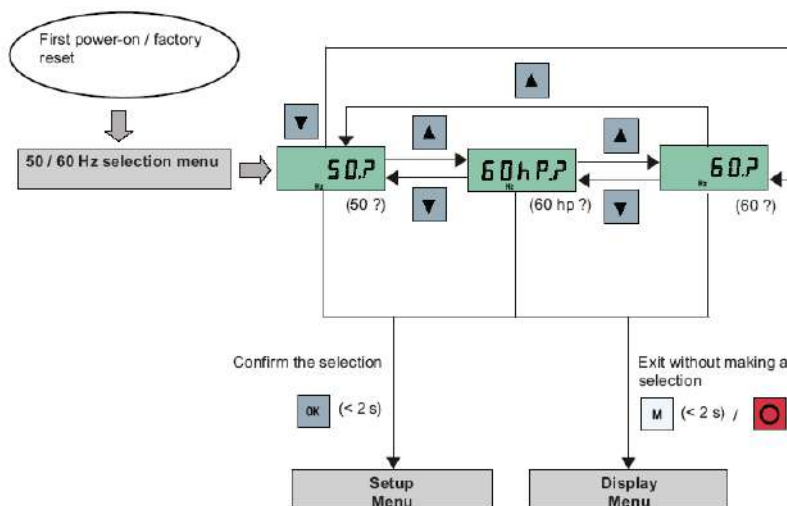 First power-on / factory
reset
50 / 60 Hz selection menu
50.?
Hz
(50 ?)
60hP.?
Hz
(60 hp ?)
60.?
Hz
(60 ?)
Confirm the selection
OK (< 2 s)
Exit without making a
selection
M (< 2 s) /
Setup
Menu
Display
Menu